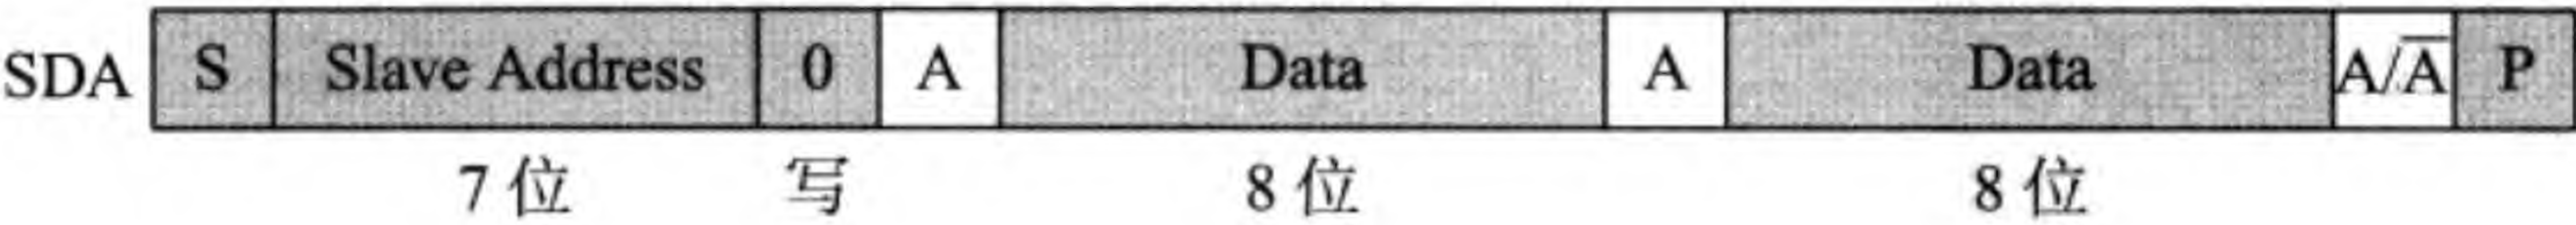 SDA S Slave Address 0 A Data A Data A/A̅ P
7 位 写 8 位 8 位